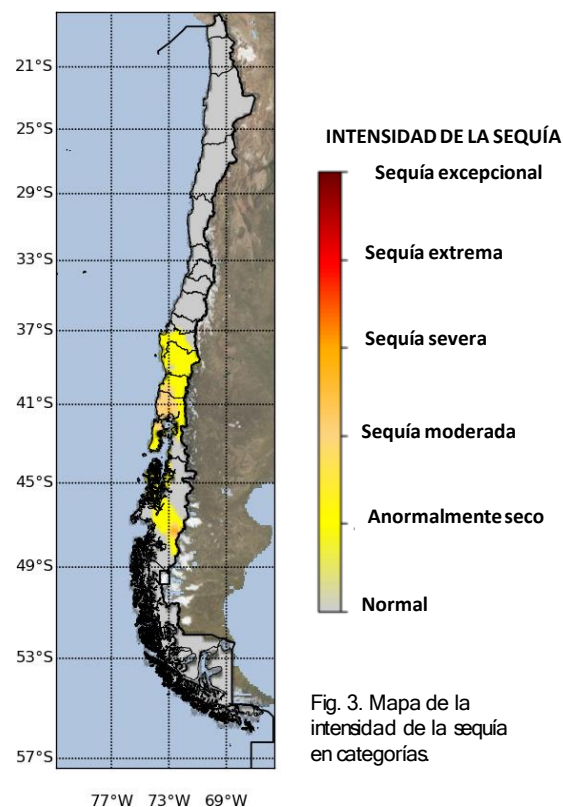 21°S
25°S
29°S
33°S
37°S
41°S
45°S
49°S
53°S
57°S
77°W 73°W 69°W
INTENSIDAD DE LA SEQUÍA
Sequía excepcional
Sequía extrema
Sequía severa
Sequía moderada
Anormalmente seco
Normal
Fig. 3. Mapa de la
intensidad de la sequía
en categorías.